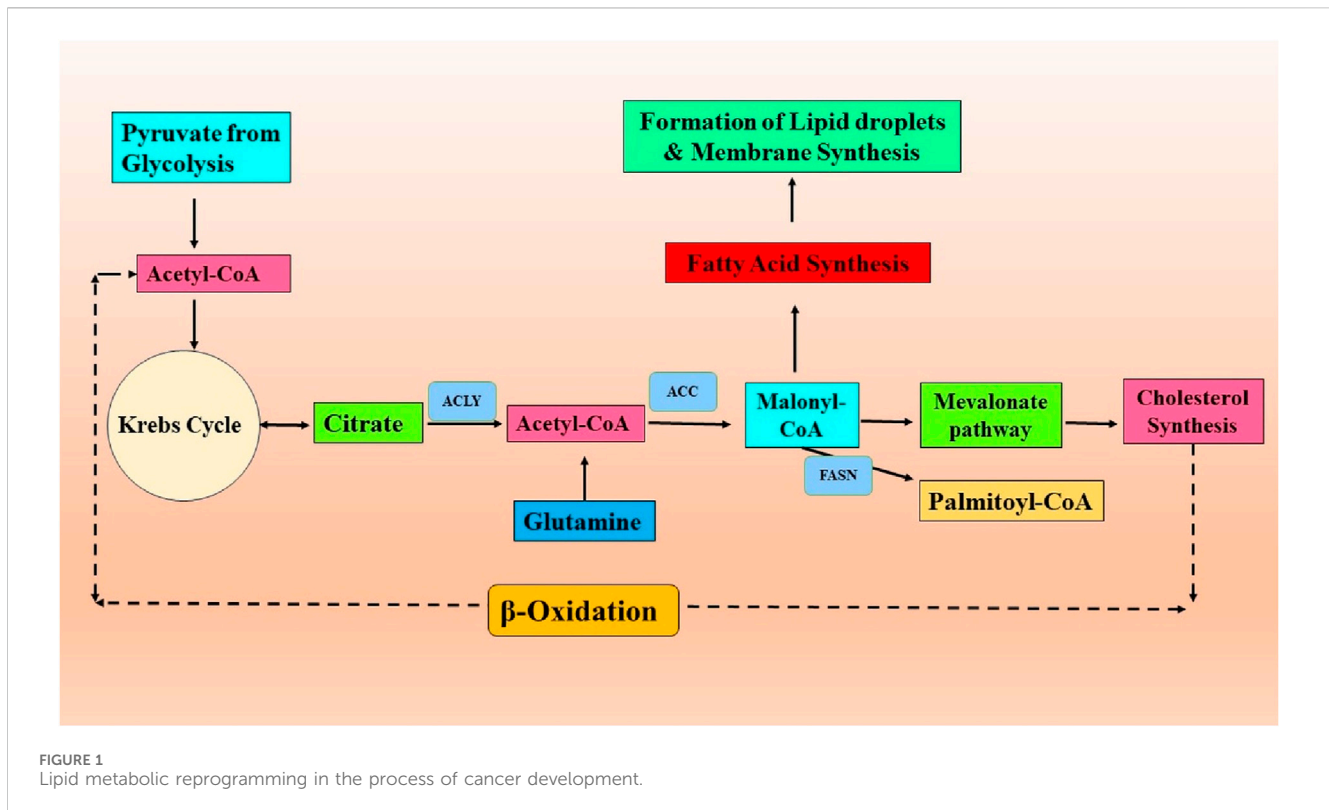 Pyruvate from
Glycolysis
Formation of Lipid droplets
& Membrane Synthesis
Acetyl-CoA
Fatty Acid Synthesis
Krebs Cycle
Citrate
ACLY
Acetyl-CoA
ACC
Malonyl-
CoA
Mevalonate
pathway
Cholesterol
Synthesis
FASN
Palmitoyl-CoA
Glutamine
β-Oxidation
FIGURE 1
Lipid metabolic reprogramming in the process of cancer development.